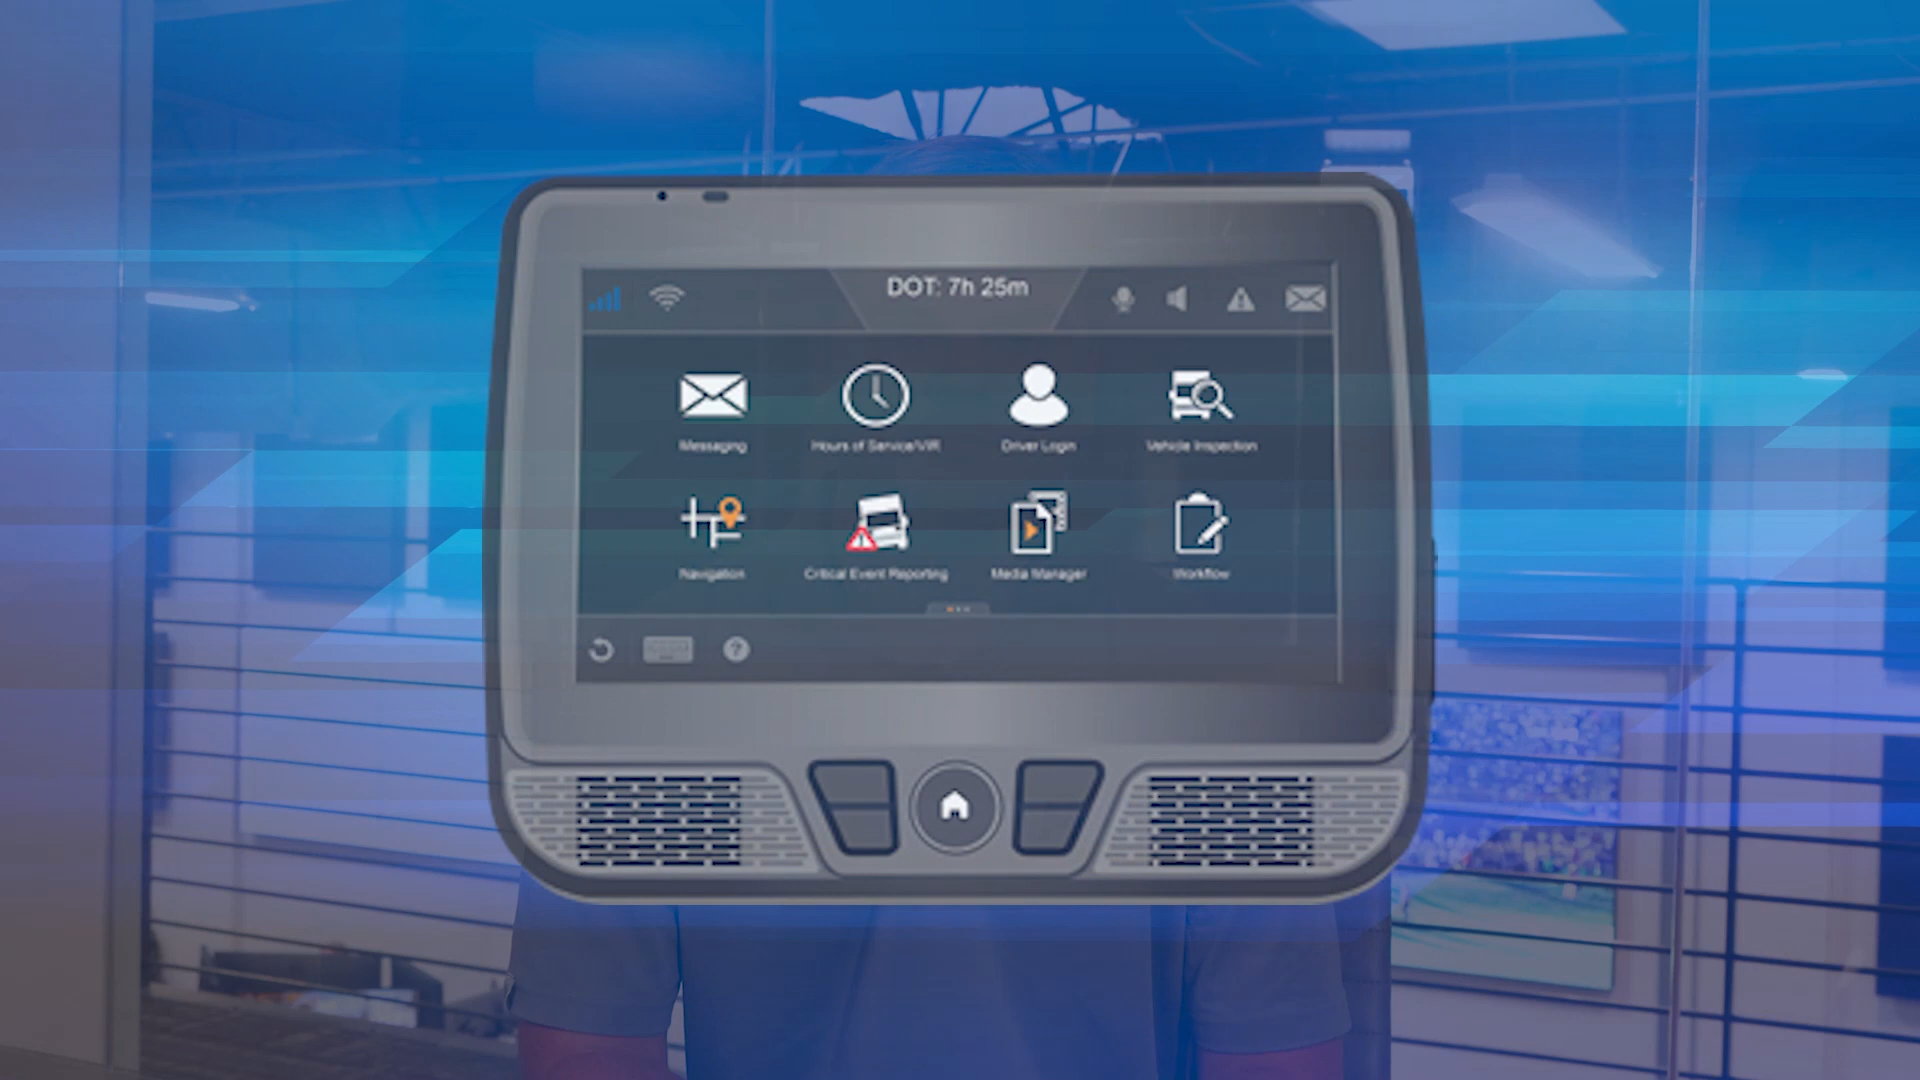 DOT: 7h 25m
Messaging
Hours of Service/VIR
Driver Login
Vehicle Inspection
Navigation
Critical Event Reporting
Media Manager
Workflow
?